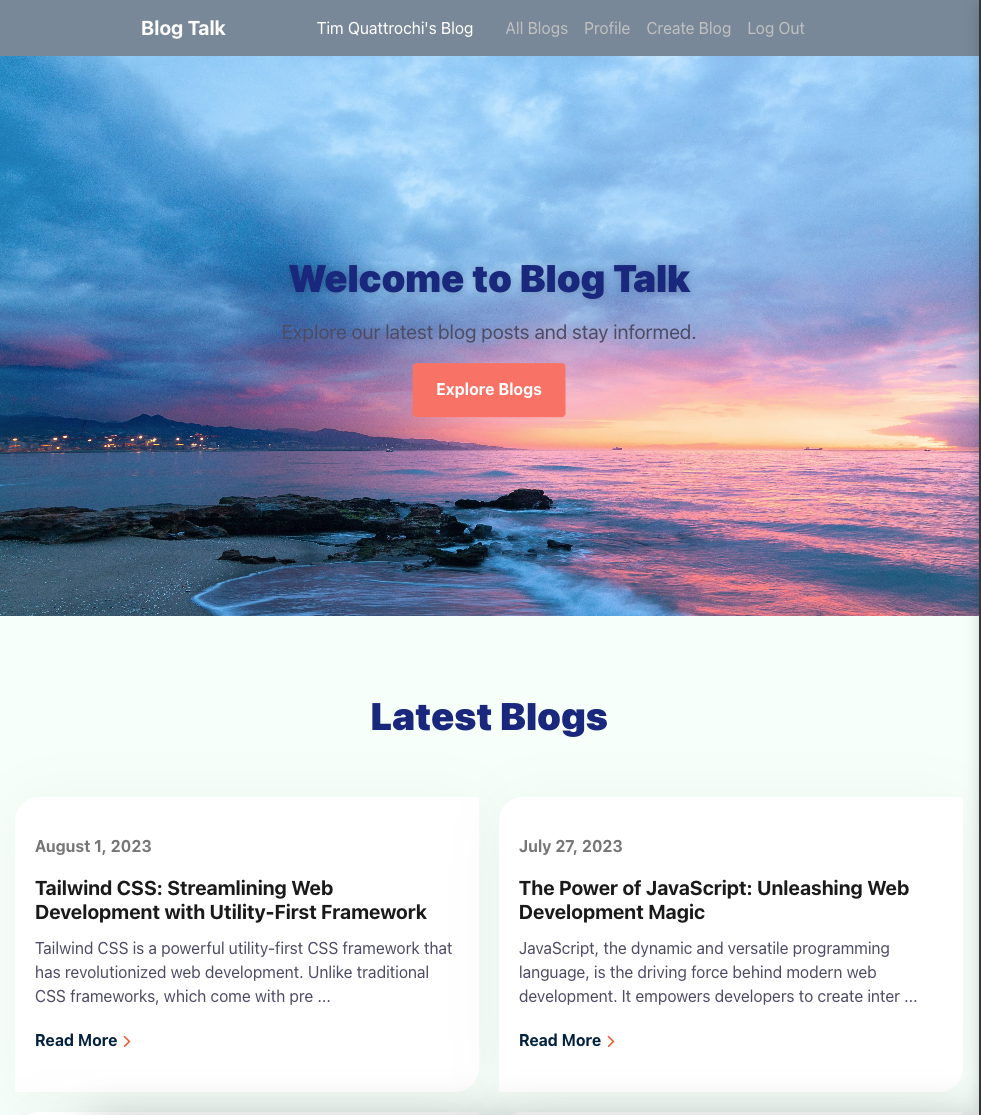 Blog Talk
Tim Quattrochi's Blog
All Blogs
Profile
Create Blog
Log Out
Welcome to Blog Talk
Explore our latest blog posts and stay informed.
Explore Blogs
Latest Blogs
August 1, 2023
Tailwind CSS: Streamlining Web
Development with Utility-First Framework
Tailwind CSS is a powerful utility-first CSS framework that
has revolutionized web development. Unlike traditional
CSS frameworks, which come with pre ...
Read More
July 27, 2023
The Power of JavaScript: Unleashing Web
Development Magic
JavaScript, the dynamic and versatile programming
language, is the driving force behind modern web
development. It empowers developers to create inter ...
Read More